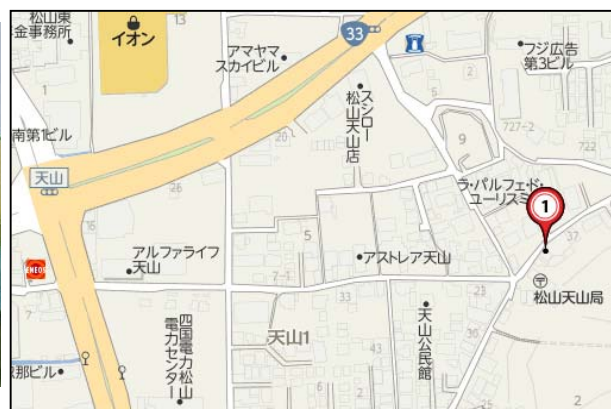 松山東
金事務所
イオン
アマヤマ
スカイビル
33
フジ広告
第3ビル
スシロー
松山天山店
南第1ビル
20
5
2
9
727-2
722
天山
26
16
ラ・パルフェ・ド・
ユーリスミ
1
37
5
アルファライフ
天山
アストレア天山
ENEOS
7-1
33
23
松山天山局
7
四国電力松山
電力センター
天山1
36
43
天山公民館
那ビル
38
2